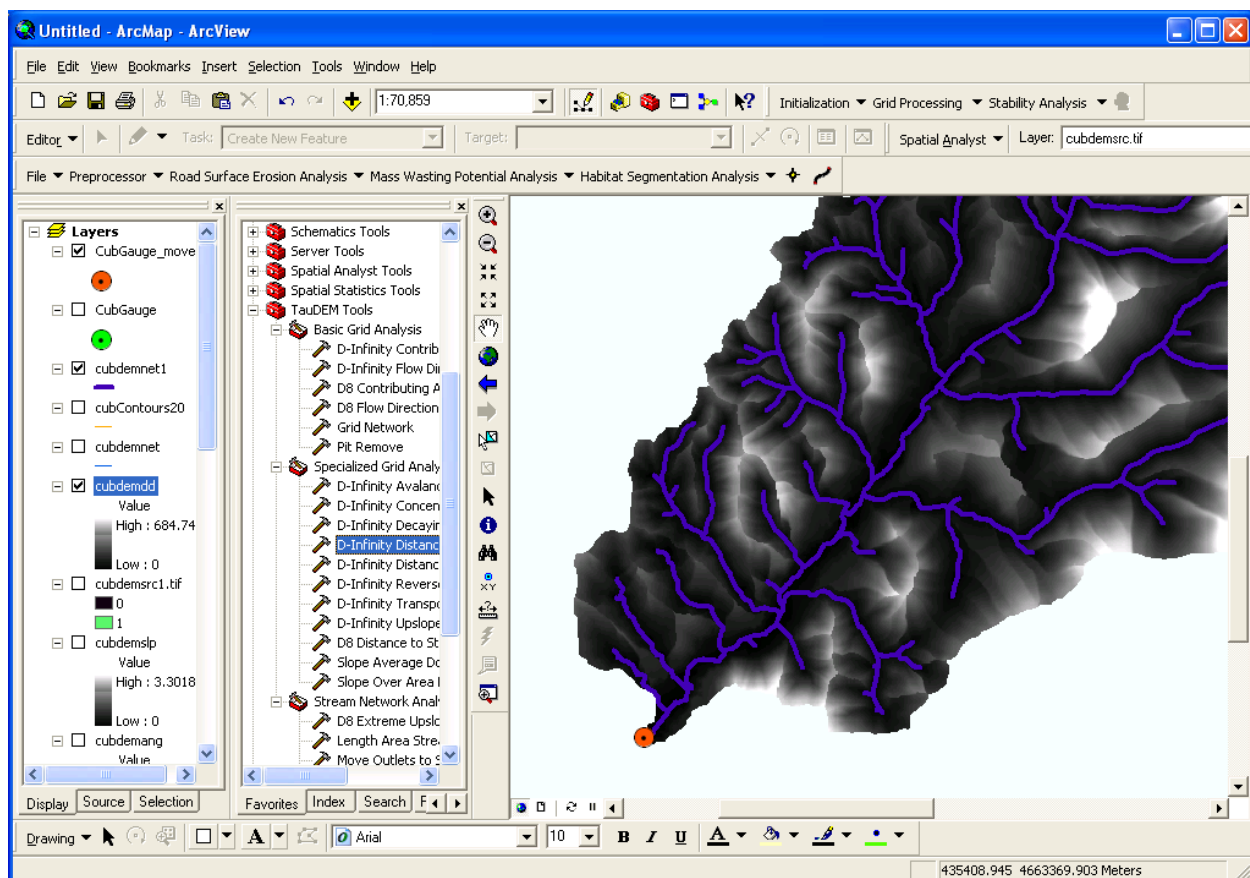 Untitled - ArcMap - ArcView
File Edit View Bookmarks Insert Selection Tools Window Help
1:70,859 Initialization Grid Processing Stability Analysis
Editor Task: Create New Feature Target: Spatial Analyst Layer: cubdemsrc.tif
File Preprocessor Road Surface Erosion Analysis Mass Wasting Potential Analysis Habitat Segmentation Analysis
Layers
CubGauge_move
CubGauge
cubdemnet1
cubContours20
cubdemnet
cubdemdd
Value
High : 684.74
Low : 0
cubdemsrc1.tif
0
1
cubdemslp
Value
High : 3.3018
Low : 0
cubdemang
Value
Display Source Selection
Schematics Tools
Server Tools
Spatial Analyst Tools
Spatial Statistics Tools
TauDEM Tools
Basic Grid Analysis
D-Infinity Contrib
D-Infinity Flow Di
D8 Contributing A
D8 Flow Direction
Grid Network
Pit Remove
Specialized Grid Analy
D-Infinity Avalanc
D-Infinity Concen
D-Infinity Decayin
D-Infinity Distanc
D-Infinity Distanc
D-Infinity Reverse
D-Infinity Transpo
D-Infinity Upslope
D8 Distance to St
Slope Average Do
Slope Over Area
Stream Network Anal
D8 Extreme Upslo
Length Area Stre
Move Outlets to S
Favorites Index Search
XY
Drawing A Arial 10 B I U A
435408.945 4663369.903 Meters